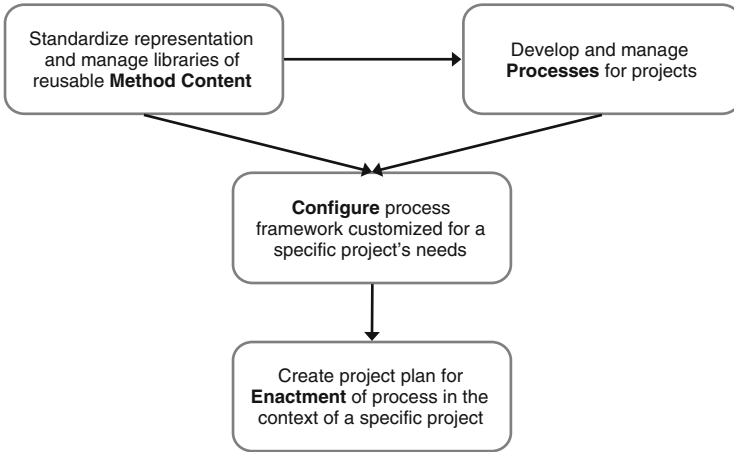 Standardize representation
and manage libraries of
reusable Method Content
Develop and manage
Processes for projects
Configure process
framework customized for a
specific project's needs
Create project plan for
Enactment of process in the
context of a specific project